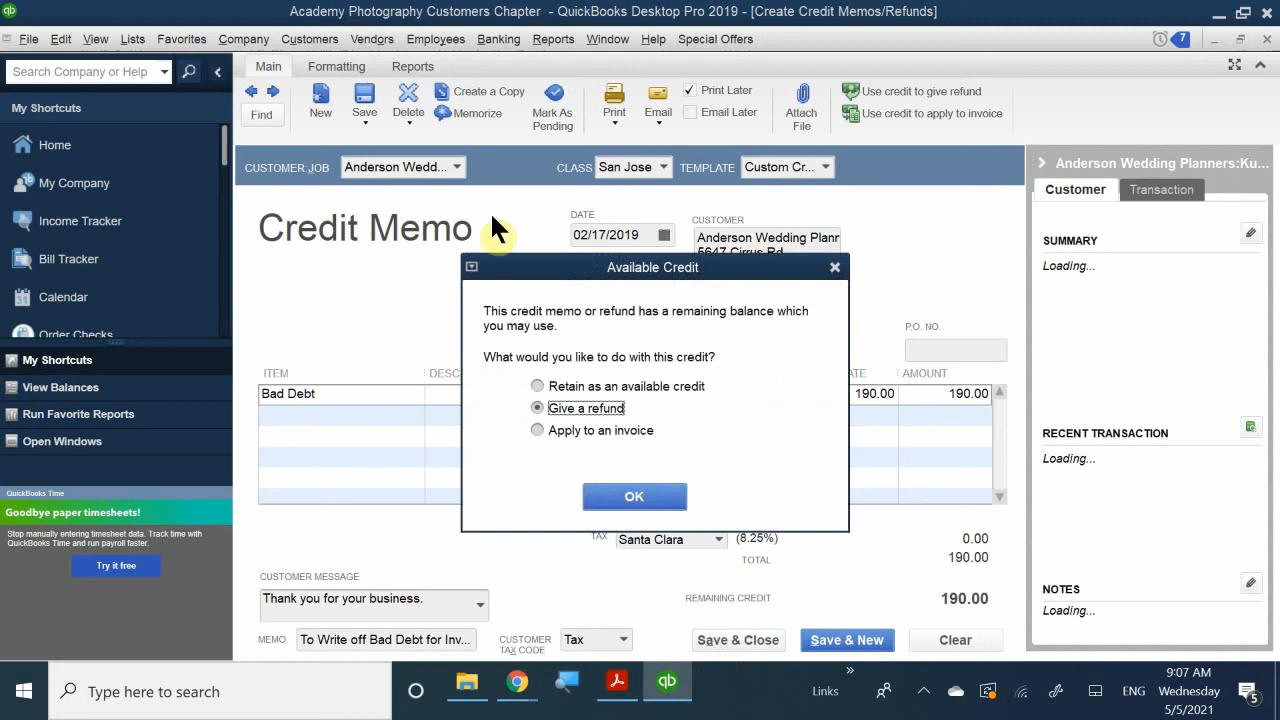 Academy Photography Customers Chapter - QuickBooks Desktop Pro 2019 - [Create Credit Memos/Refunds]
File Edit View Lists Favorites Company Customers Vendors Employees Banking Reports Window Help Special Offers 7
Search Company or Help
My Shortcuts
Home
My Company
Income Tracker
Bill Tracker
Calendar
Order Checks
My Shortcuts
View Balances
Run Favorite Reports
Open Windows
QuickBooks Time
Goodbye paper timesheets!
Stop manually entering timesheet data. Track time
with QuickBooks Time and run payroll faster.
Try it free
Main Formatting Reports
Find
New
Save
Delete
Create a Copy
Memorize
Mark As
Pending
Print
Email
Print Later
Email Later
Attach
File
Use credit to give refund
Use credit to apply to invoice
CUSTOMER:JOB Anderson Wedd... CLASS San Jose TEMPLATE Custom Cr...
Credit Memo
DATE
02/17/2019
CUSTOMER
Anderson Wedding Planr
5647 Cirrus Rd
P.O. NO.
ITEM DESC ATE AMOUNT
Bad Debt 190.00 190.00
Available Credit
This credit memo or refund has a remaining balance which
you may use.
What would you like to do with this credit?
Retain as an available credit
Give a refund
Apply to an invoice
OK
TAX Santa Clara (8.25%) 0.00
TOTAL 190.00
CUSTOMER MESSAGE
Thank you for your business.
REMAINING CREDIT 190.00
MEMO To Write off Bad Debt for Inv...
CUSTOMER
TAX CODE
Tax
Save & Close Save & New Clear
Anderson Wedding Planners:Ku...
Customer Transaction
SUMMARY
Loading...
RECENT TRANSACTION
Loading...
NOTES
Loading...
Type here to search
qb
Links
ENG
9:07 AM
Wednesday
5/5/2021
5